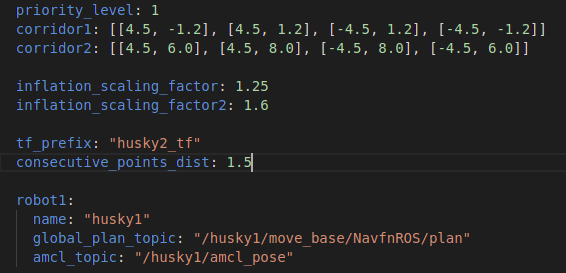 priority_level: 1
corridor1: [[4.5, -1.2], [4.5, 1.2], [-4.5, 1.2], [-4.5, -1.2]]
corridor2: [[4.5, 6.0], [4.5, 8.0], [-4.5, 8.0], [-4.5, 6.0]]
inflation_scaling_factor: 1.25
inflation_scaling_factor2: 1.6
tf_prefix: "husky2_tf"
consecutive_points_dist: 1.5
robot1:
  name: "husky1"
  global_plan_topic: "/husky1/move_base/NavfnROS/plan"
  amcl_topic: "/husky1/amcl_pose"